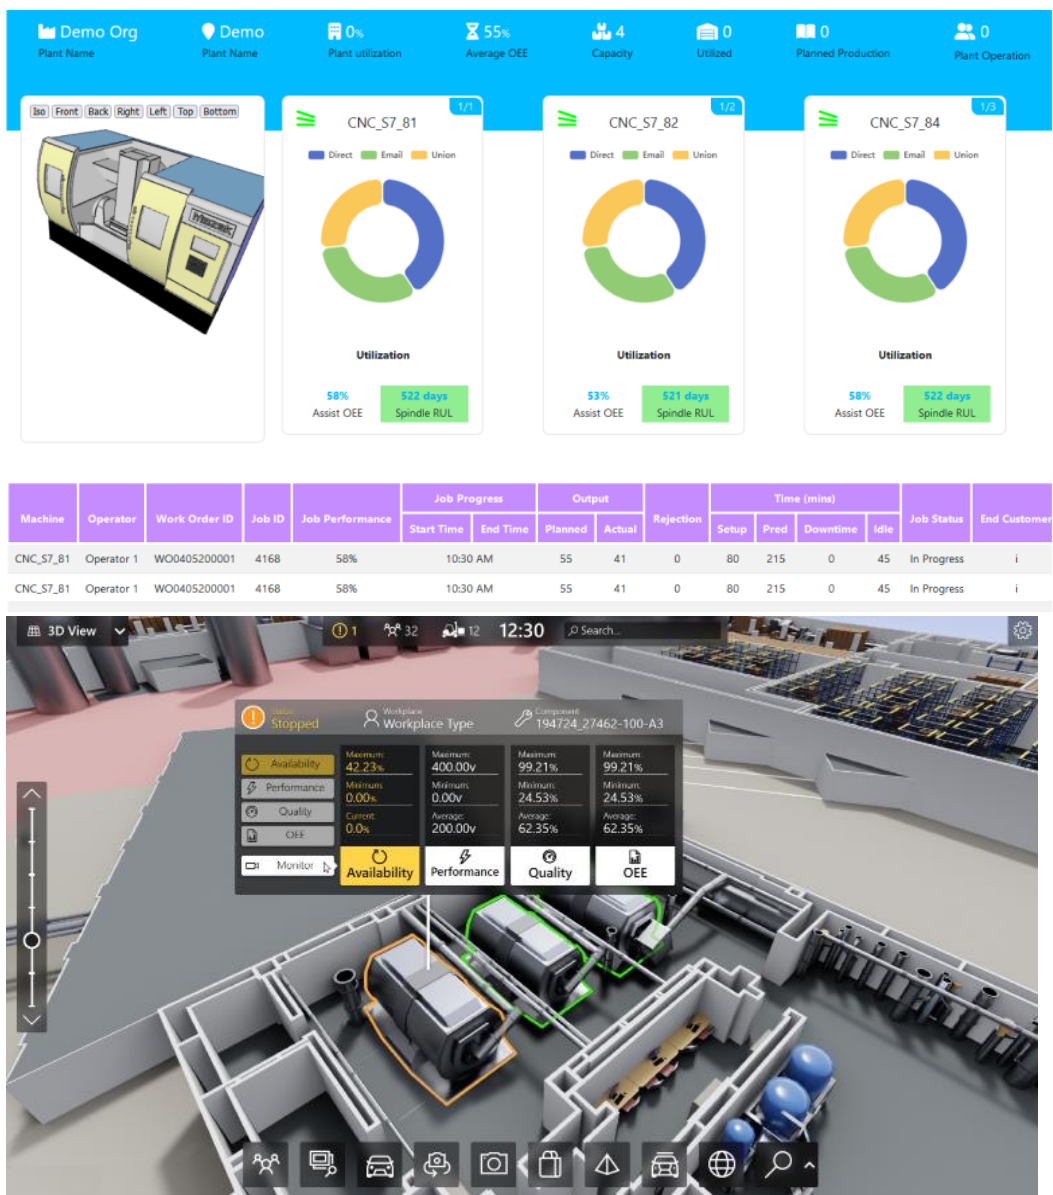 Demo Org Demo 0% 55% 4 0 0 0
Plant Name Plant Name Plant utilization Average OEE Capacity Utilized Planned Production Plant Operation
Iso Front Back Right Left Top Bottom
1/1
CNC_S7_81
Direct Email Union
Utilization
58% 522 days
Assist OEE Spindle RUL
1/2
CNC_S7_82
Direct Email Union
Utilization
53% 521 days
Assist OEE Spindle RUL
1/3
CNC_S7_84
Direct Email Union
Utilization
58% 522 days
Assist OEE Spindle RUL
Job Progress Output Time (mins)
Machine Operator Work Order ID Job ID Job Performance Rejection Job Status End Customer
Start Time End Time Planned Actual Setup Pred Downtime Idle
CNC_S7_81 Operator 1 WO0405200001 4168 58% 10:30 AM 55 41 0 80 215 0 45 In Progress i
CNC_S7_81 Operator 1 WO0405200001 4168 58% 10:30 AM 55 41 0 80 215 0 45 In Progress i
3D View 1 32 12 12:30 Search...
Status Workplace Component
Stopped Workplace Type 194724_27462-100-A3
Availability
Performance
Quality
OEE
Monitor
Maximum: Maximum: Maximum: Maximum:
42.23% 400.00v 99.21% 99.21%
Minimum: Minimum: Minimum: Minimum:
0.00% 0.00v 24.53% 24.53%
Current: Average: Average: Average:
0.0% 200.00v 62.35% 62.35%
Availability Performance Quality OEE